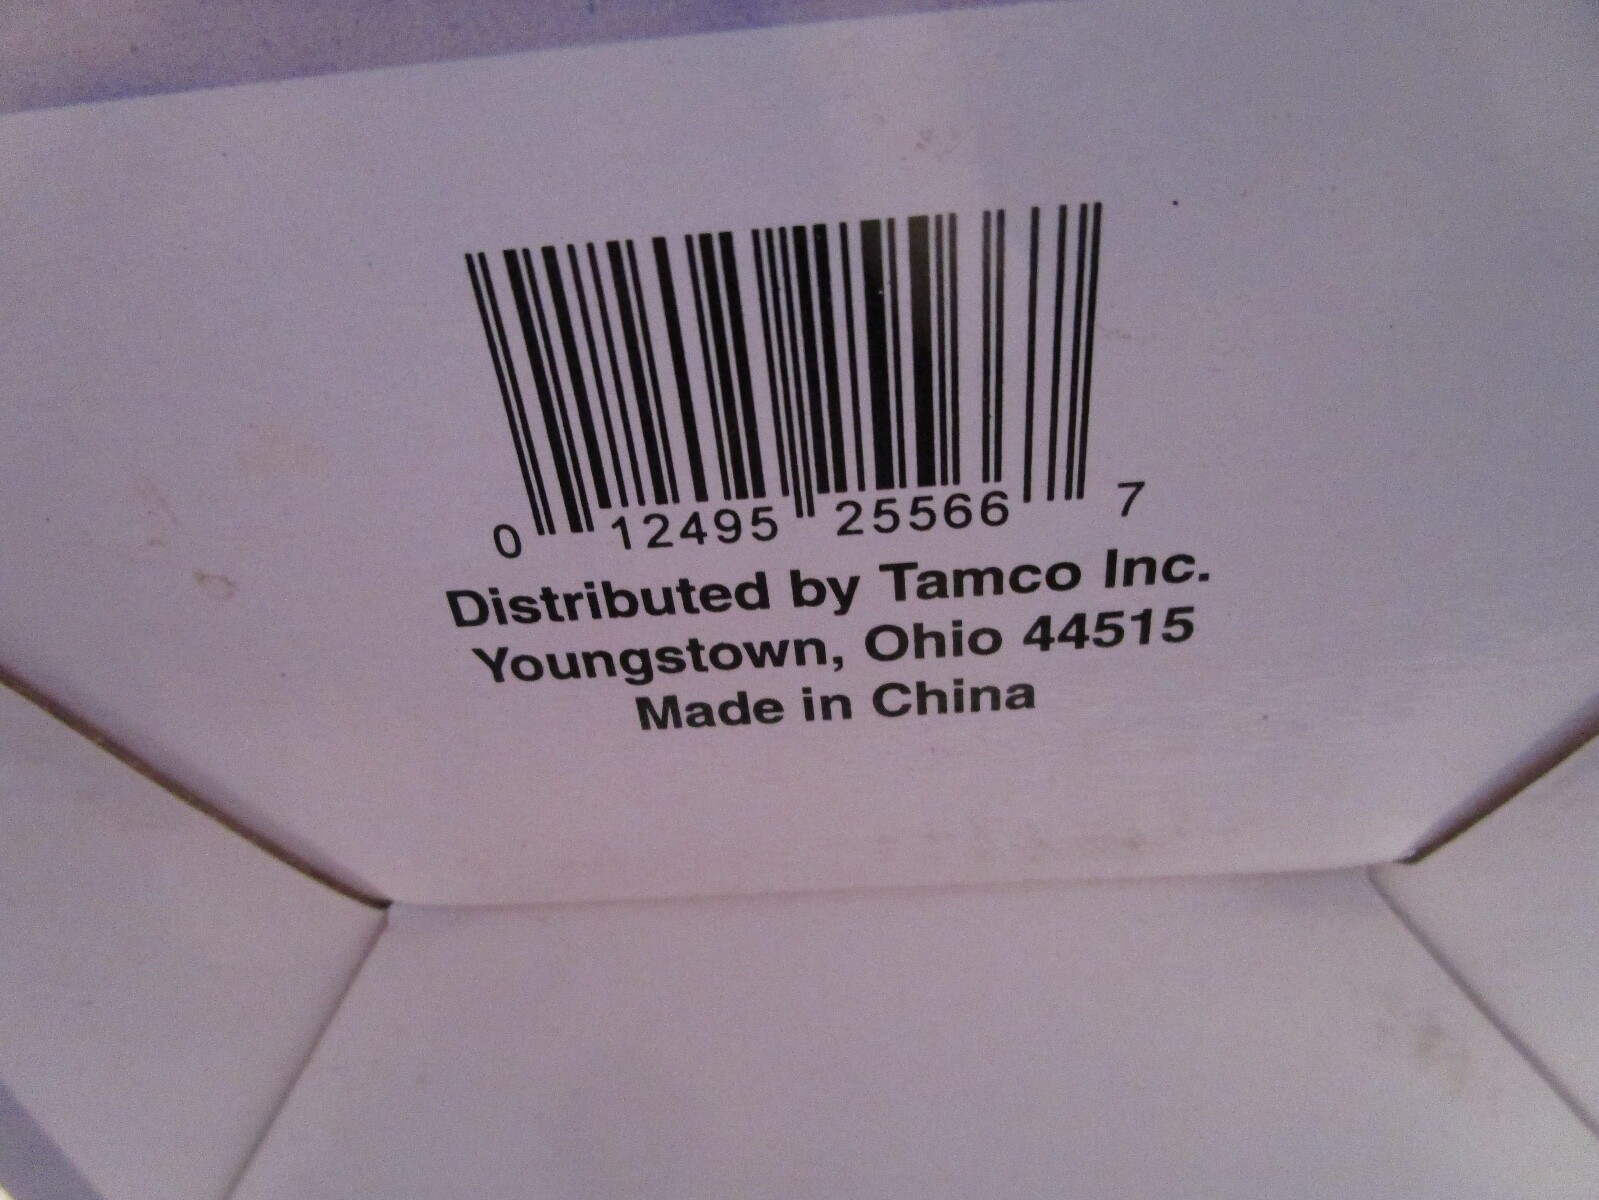 0 12495 25566 7
Distributed by Tamco Inc.
Youngstown, Ohio 44515
Made in China